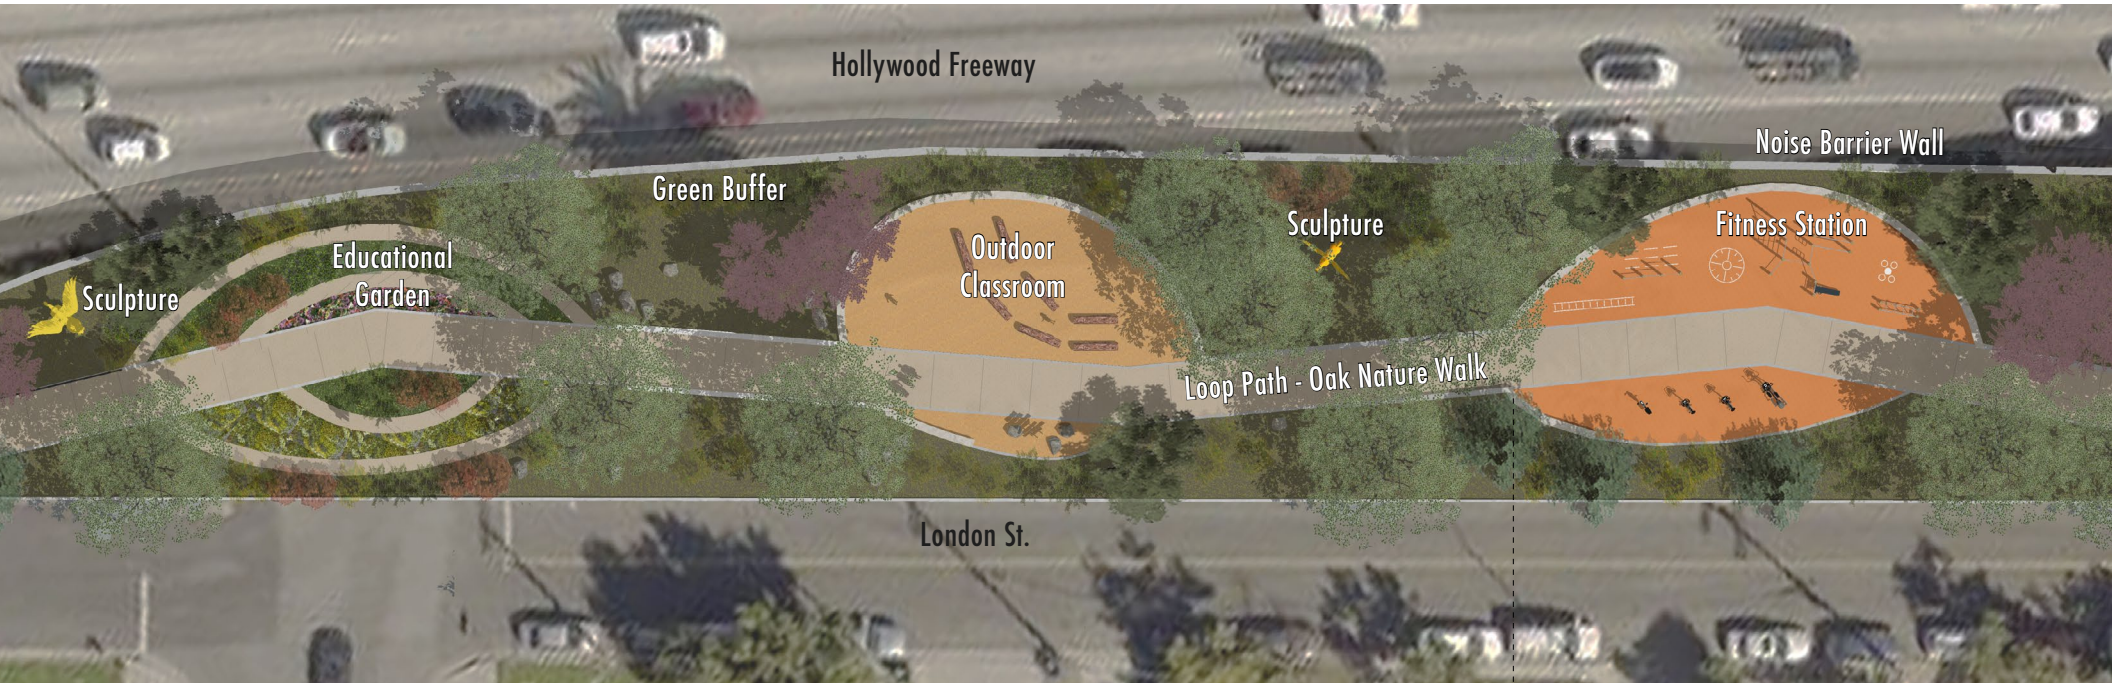 Hollywood Freeway
Noise Barrier Wall
Green Buffer
Sculpture
Fitness Station
Educational
Garden
Outdoor
Classroom
Sculpture
Loop Path - Oak Nature Walk
London St.